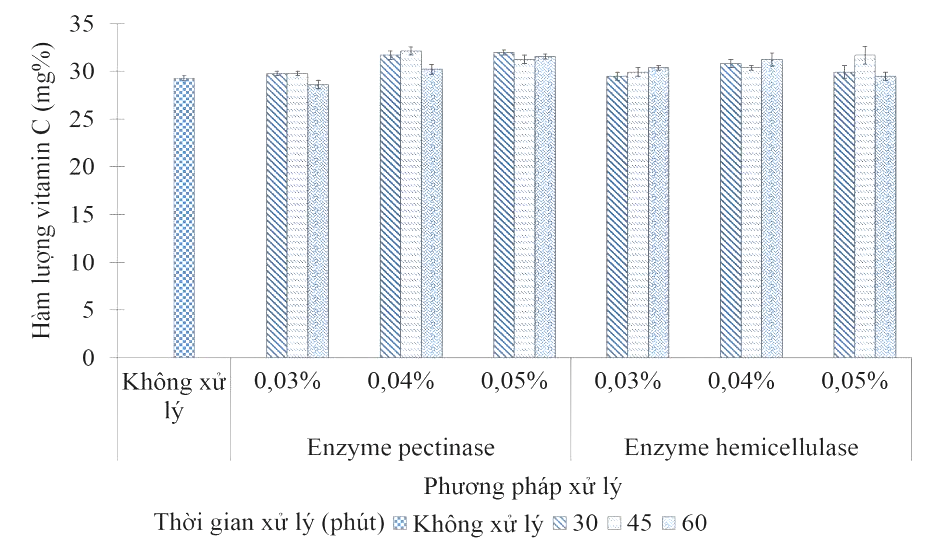 Hàm lượng vitamin C (mg%)
35
30
25
20
15
10
5
0
Không xử
lý
0,03% 0,04% 0,05% 0,03% 0,04% 0,05%
Enzyme pectinase Enzyme hemicellulase
Phương pháp xử lý
Thời gian xử lý (phút) Không xử lý 30 45 60